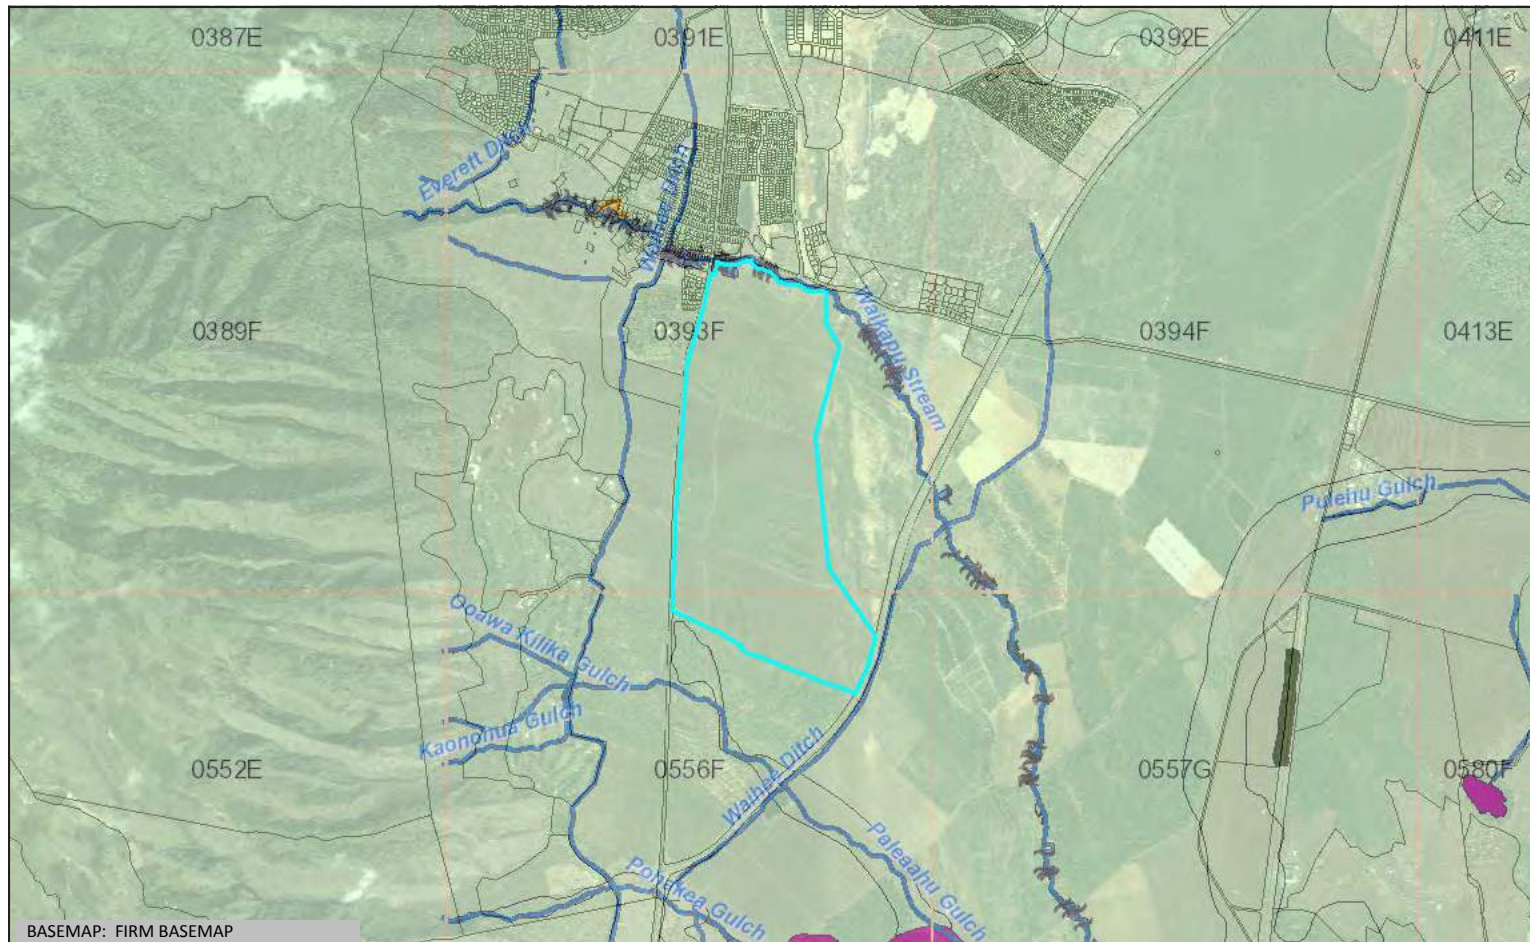 0387E
0391E
0392E
0411E
Everett Ditch
Waihee Ditch
0389F
0393F
Waikapu Stream
0394F
0413E
Pulehu Gulch
Ooawa Kilika Gulch
Kaonohua Gulch
0552E
0556F
Waihee Ditch
0557G
0580F
Paleaahu Gulch
Pohakea Gulch
BASEMAP: FIRM BASEMAP